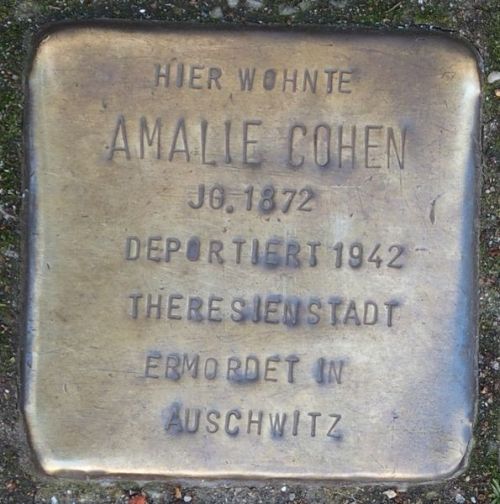 HIER WOHNTE
AMALIE COHEN
JG. 1872
DEPORTIERT 1942
THERESIENSTADT
ERMORDET IN
AUSCHWITZ